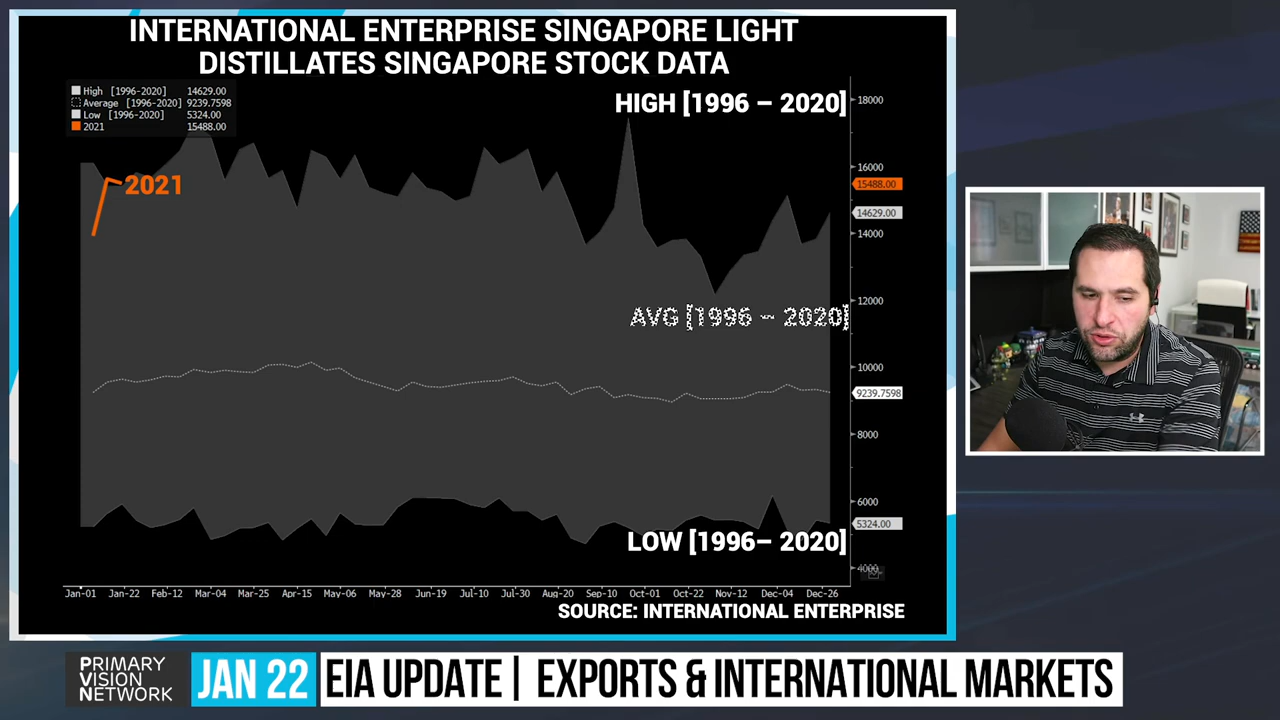 INTERNATIONAL ENTERPRISE SINGAPORE LIGHT
DISTILLATES SINGAPORE STOCK DATA
High [1996-2020] 14629.00
Average [1996-2020] 9239.7598
Low [1996-2020] 5324.00
2021 15488.00
HIGH [1996 – 2020]
2021
AVG [1996 – 2020]
LOW [1996– 2020]
18000
16000
15488.00
14629.00
14000
12000
10000
9239.7598
8000
6000
5324.00
4000
Jan-01 Jan-22 Feb-12 Mar-04 Mar-25 Apr-15 May-06 May-28 Jun-19 Jul-10 Jul-30 Aug-20 Sep-10 Oct-01 Oct-22 Nov-12 Dec-04 Dec-26
SOURCE: INTERNATIONAL ENTERPRISE
PRIMARY
VISION
NETWORK
JAN 22
EIA UPDATE | EXPORTS & INTERNATIONAL MARKETS